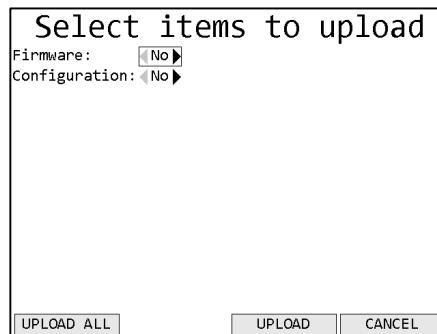 Select items to upload
Firmware: No
Configuration: No
UPLOAD ALL UPLOAD CANCEL